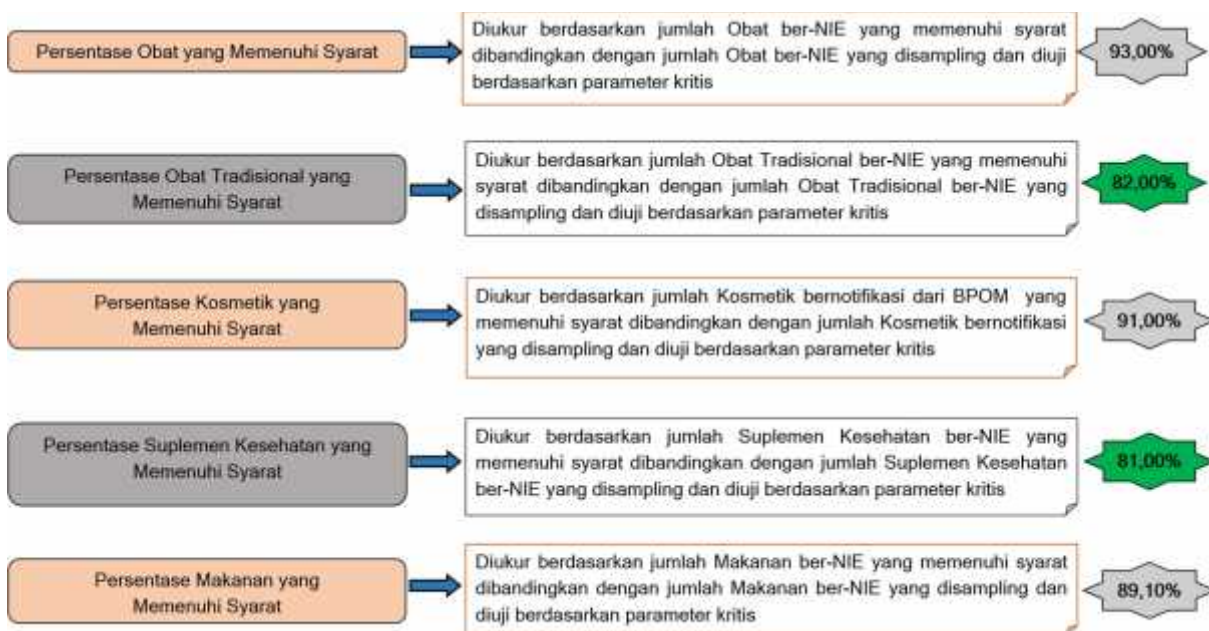 Persentase Obat yang Memenuhi Syarat
Diukur berdasarkan jumlah Obat ber-NIE yang memenuhi syarat
dibandingkan dengan jumlah Obat ber-NIE yang disampling dan diuji
berdasarkan parameter kritis
93,00%
Persentase Obat Tradisional yang
Memenuhi Syarat
Diukur berdasarkan jumlah Obat Tradisional ber-NIE yang memenuhi
syarat dibandingkan dengan jumlah Obat Tradisional ber-NIE yang
disampling dan diuji berdasarkan parameter kritis
82,00%
Persentase Kosmetik yang
Memenuhi Syarat
Diukur berdasarkan jumlah Kosmetik bernotifikasi dari BPOM yang
memenuhi syarat dibandingkan dengan jumlah Kosmetik bernotifikasi
yang disampling dan diuji berdasarkan parameter kritis
91,00%
Persentase Suplemen Kesehatan yang
Memenuhi Syarat
Diukur berdasarkan jumlah Suplemen Kesehatan ber-NIE yang
memenuhi syarat dibandingkan dengan jumlah Suplemen Kesehatan
ber-NIE yang disampling dan diuji berdasarkan parameter kritis
81,00%
Persentase Makanan yang
Memenuhi Syarat
Diukur berdasarkan jumlah Makanan ber-NIE yang memenuhi syarat
dibandingkan dengan jumlah Makanan ber-NIE yang disampling dan
diuji berdasarkan parameter kritis
89,10%